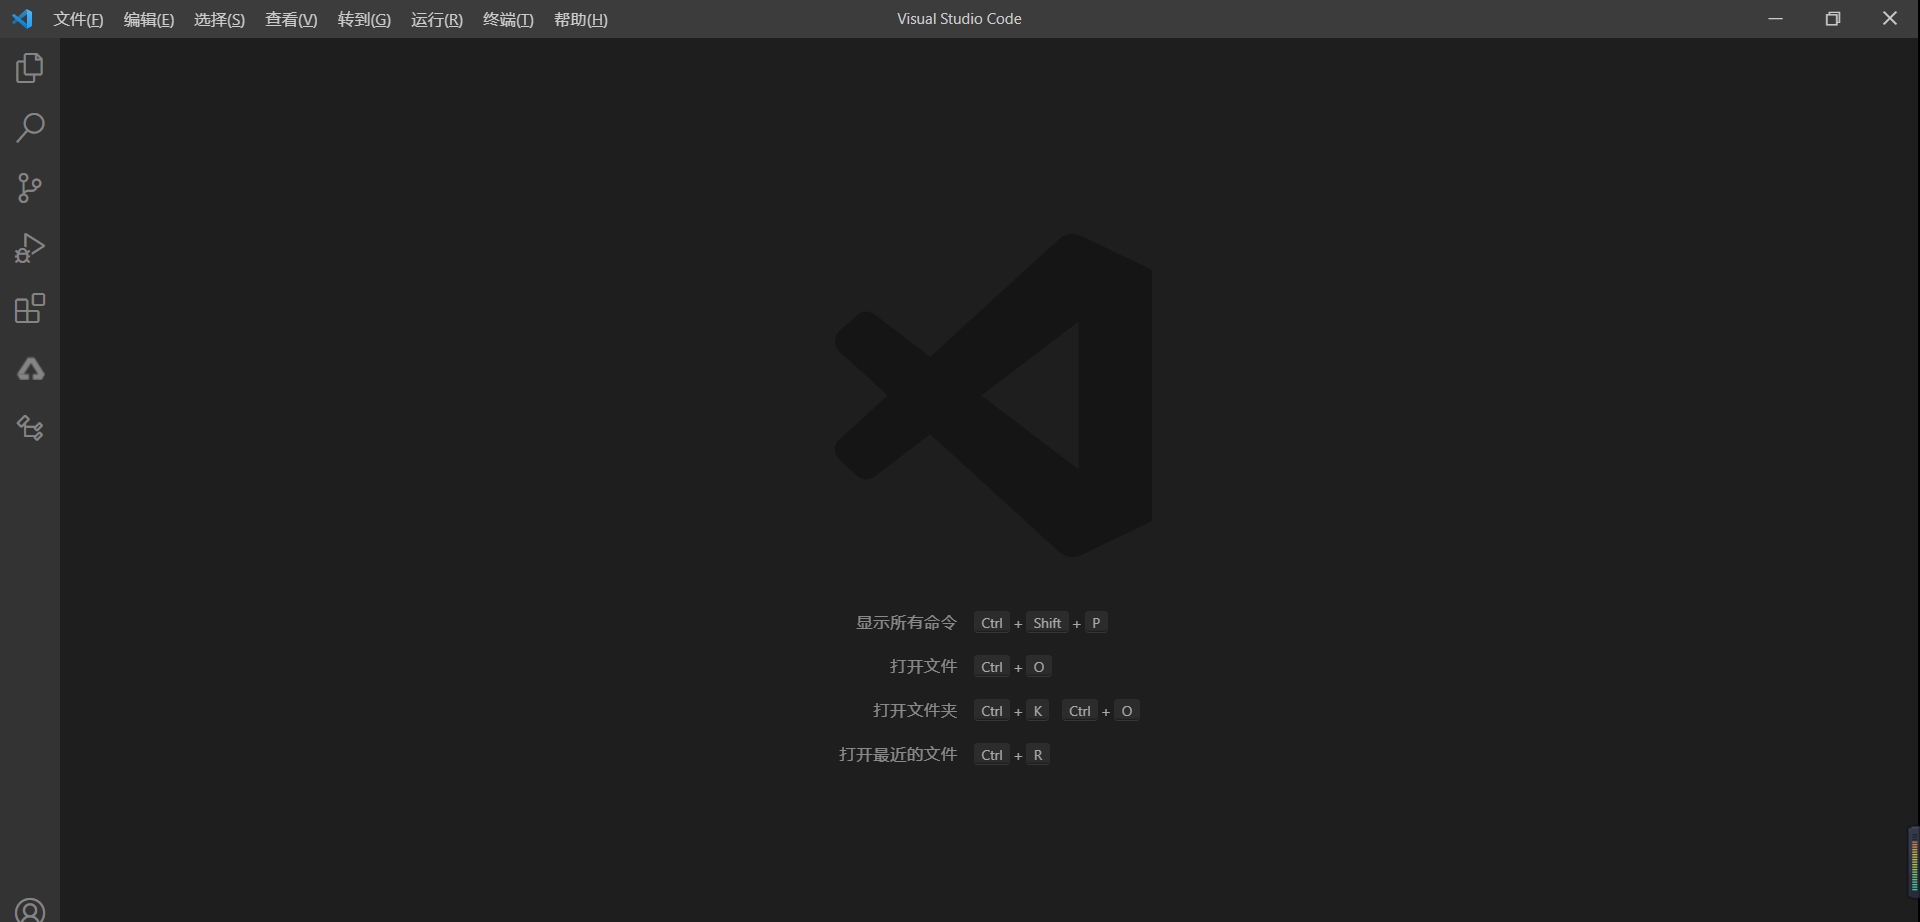 文件(F) 编辑(E) 选择(S) 查看(V) 转到(G) 运行(R) 终端(T) 帮助(H) Visual Studio Code
显示所有命令 Ctrl + Shift + P
打开文件 Ctrl + O
打开文件夹 Ctrl + K Ctrl + O
打开最近的文件 Ctrl + R